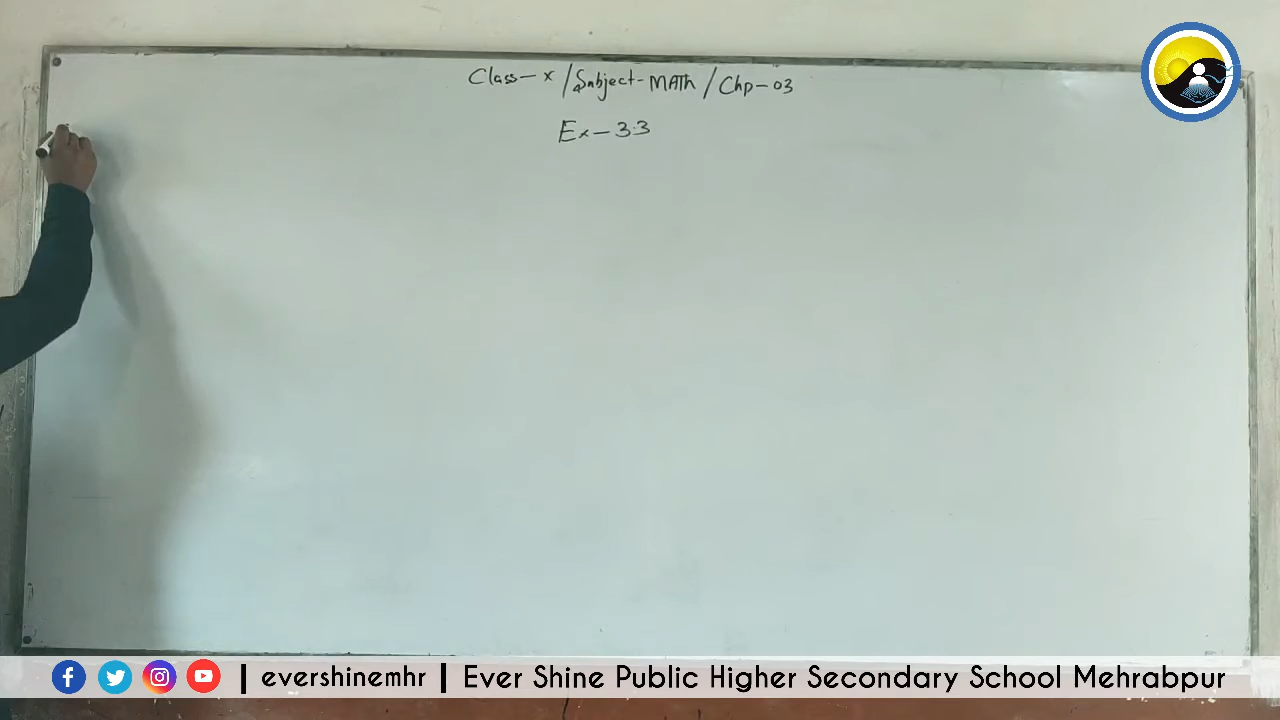 Class - X / Subject - MATH / Chp - 03
Ex - 3.3
| evershinemhr | Ever Shine Public Higher Secondary School Mehrabpur